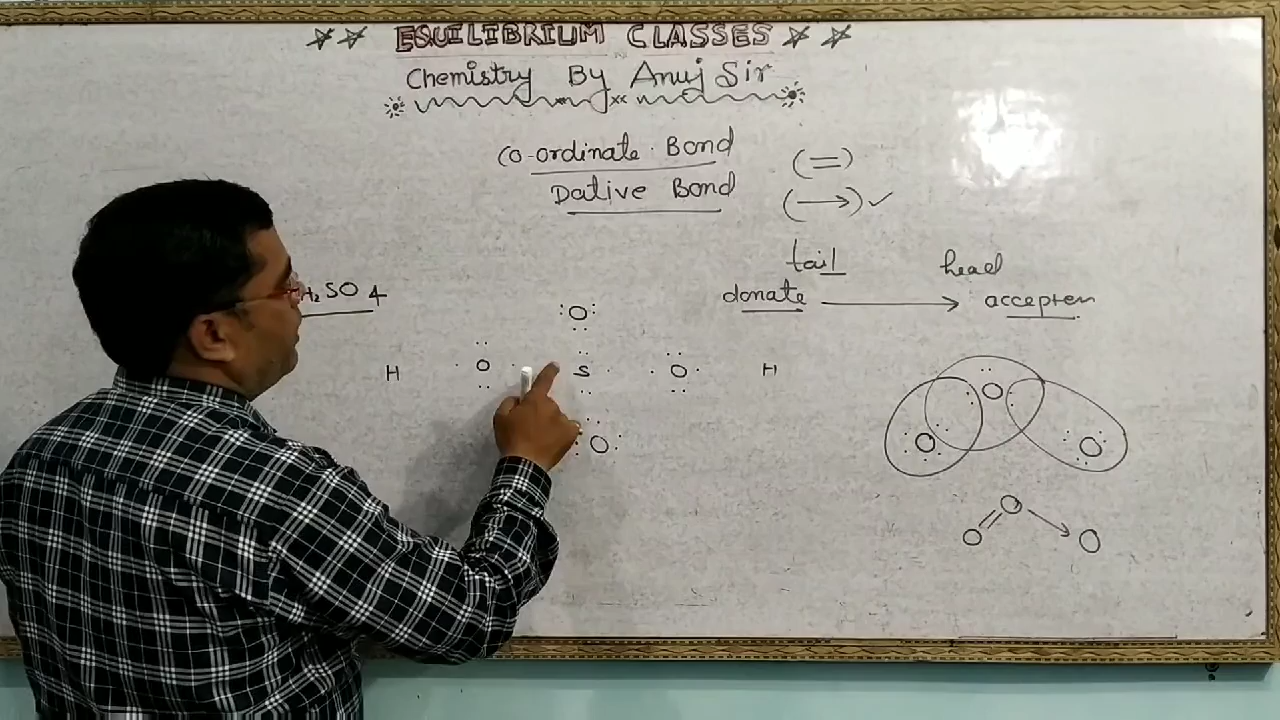 ☆☆ EQUILIBRIUM CLASSES ☆☆
Chemistry By Anuj Sir
Co-ordinate Bond (=)
Dative Bond (→) ✓
tail head
donate → accepter
H₂SO4
:O:
H O S O H
O
O
O O
O
O=O→O